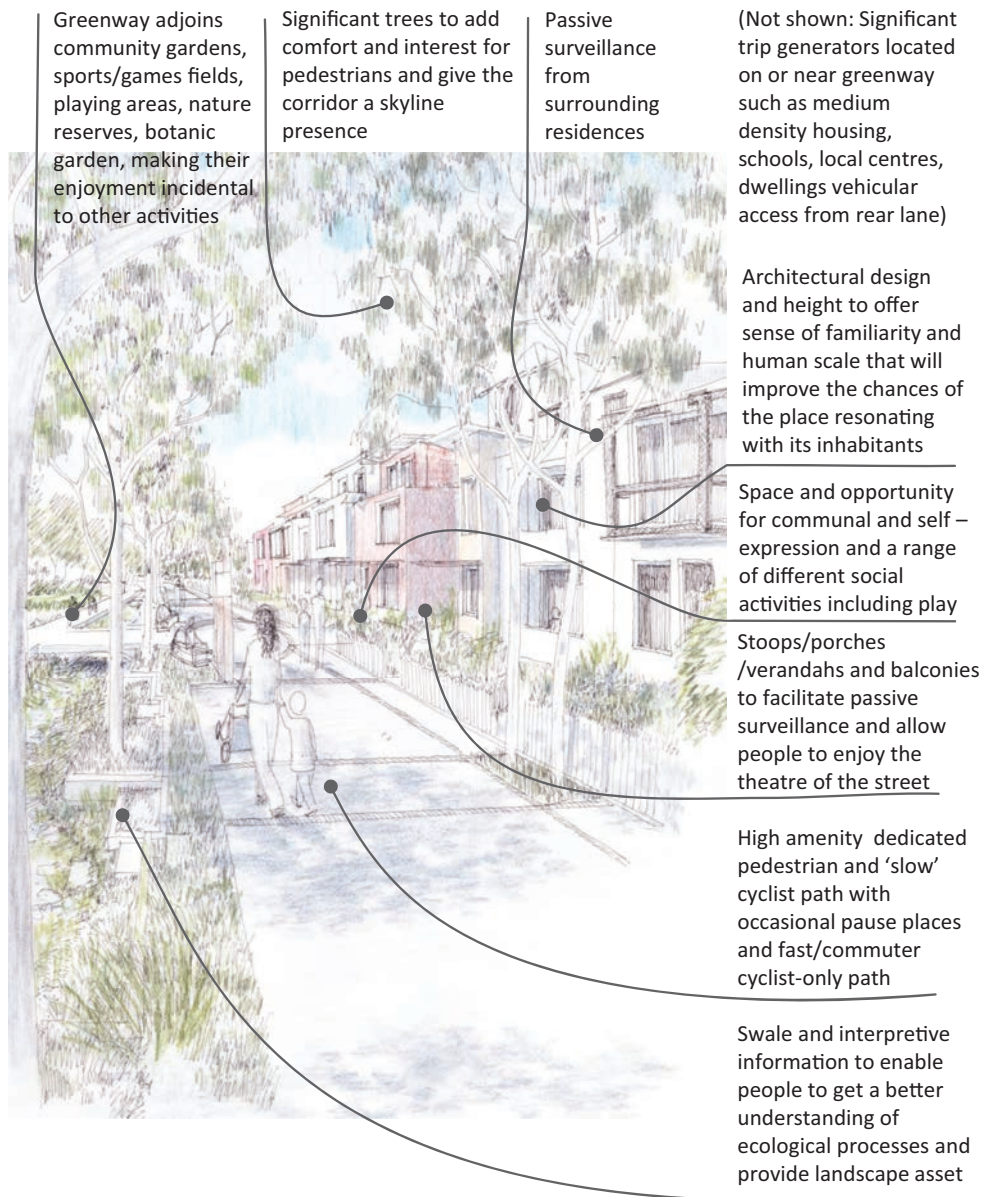 Greenway adjoins
community gardens,
sports/games fields,
playing areas, nature
reserves, botanic
garden, making their
enjoyment incidental
to other activities
Significant trees to add
comfort and interest for
pedestrians and give the
corridor a skyline
presence
Passive
surveillance
from
surrounding
residences
(Not shown: Significant
trip generators located
on or near greenway
such as medium
density housing,
schools, local centres,
dwellings vehicular
access from rear lane)
Architectural design
and height to offer
sense of familiarity and
human scale that will
improve the chances of
the place resonating
with its inhabitants
Space and opportunity
for communal and self –
expression and a range
of different social
activities including play
Stoops/porches
/verandahs and balconies
to facilitate passive
surveillance and allow
people to enjoy the
theatre of the street
High amenity dedicated
pedestrian and ‘slow’
cyclist path with
occasional pause places
and fast/commuter
cyclist-only path
Swale and interpretive
information to enable
people to get a better
understanding of
ecological processes and
provide landscape asset